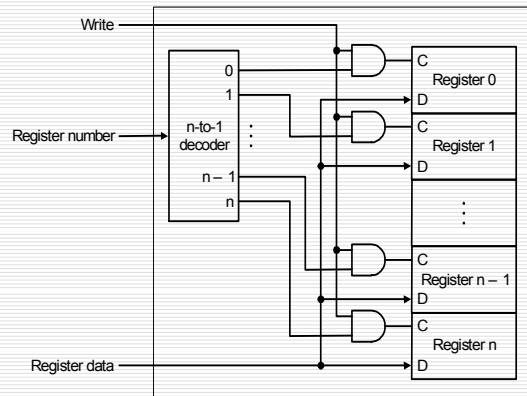 Write
0
1
Register number
n-to-1
decoder
⋮
n – 1
n
Register data
C
Register 0
D
C
Register 1
D
⋮
C
Register n – 1
D
C
Register n
D